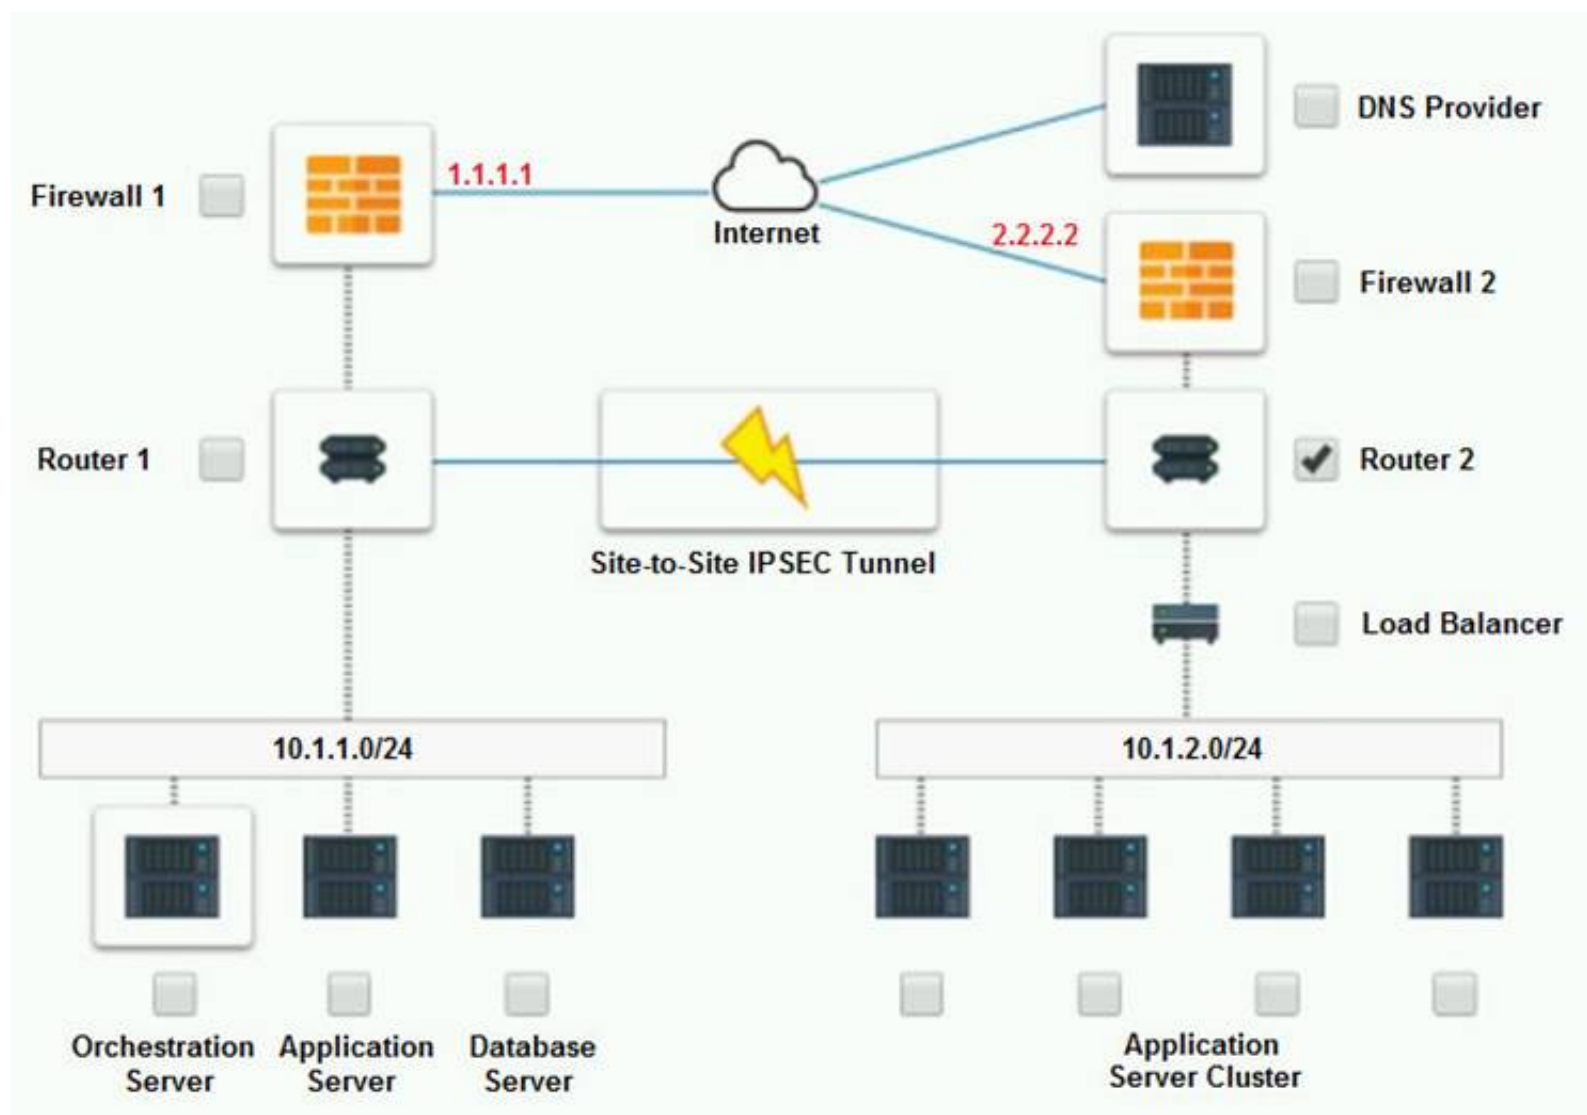 DNS Provider
1.1.1.1
Firewall 1
Internet
2.2.2.2
Firewall 2
Router 1
Router 2
Site-to-Site IPSEC Tunnel
Load Balancer
10.1.1.0/24
10.1.2.0/24
Orchestration
Server
Application
Server
Database
Server
Application
Server Cluster